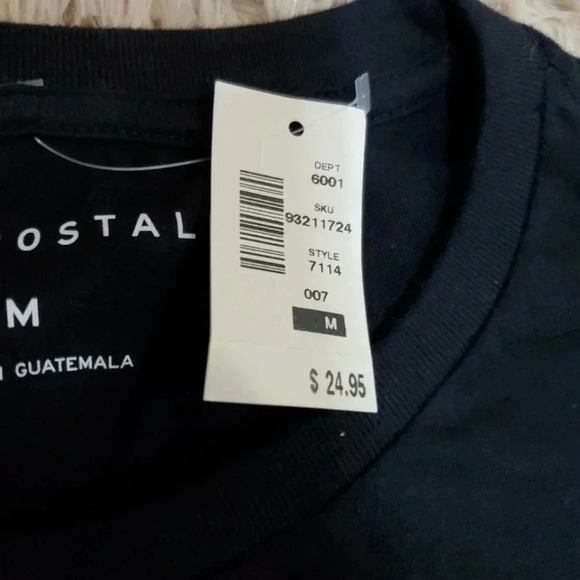 OSTAL
M
GUATEMALA
DEPT
6001
SKU
93211724
STYLE
7114
007
M
$ 24.95